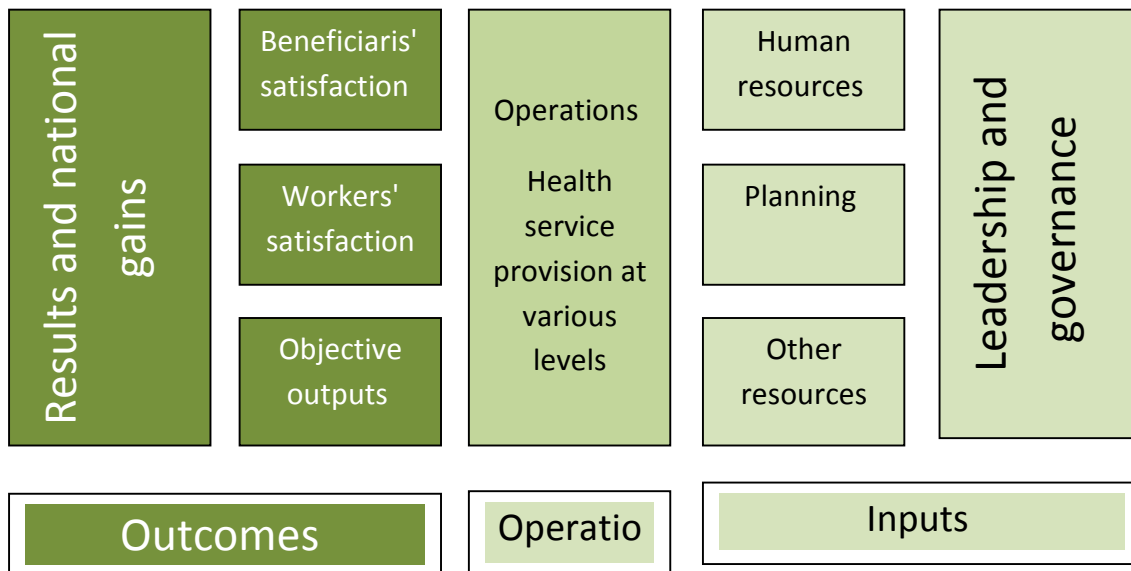 Results and national
gains
Beneficiaris'
satisfaction
Workers'
satisfaction
Objective
outputs
Operations
Health
service
provision at
various
levels
Human
resources
Planning
Other
resources
Leadership and
governance
Outcomes
Operatio
Inputs